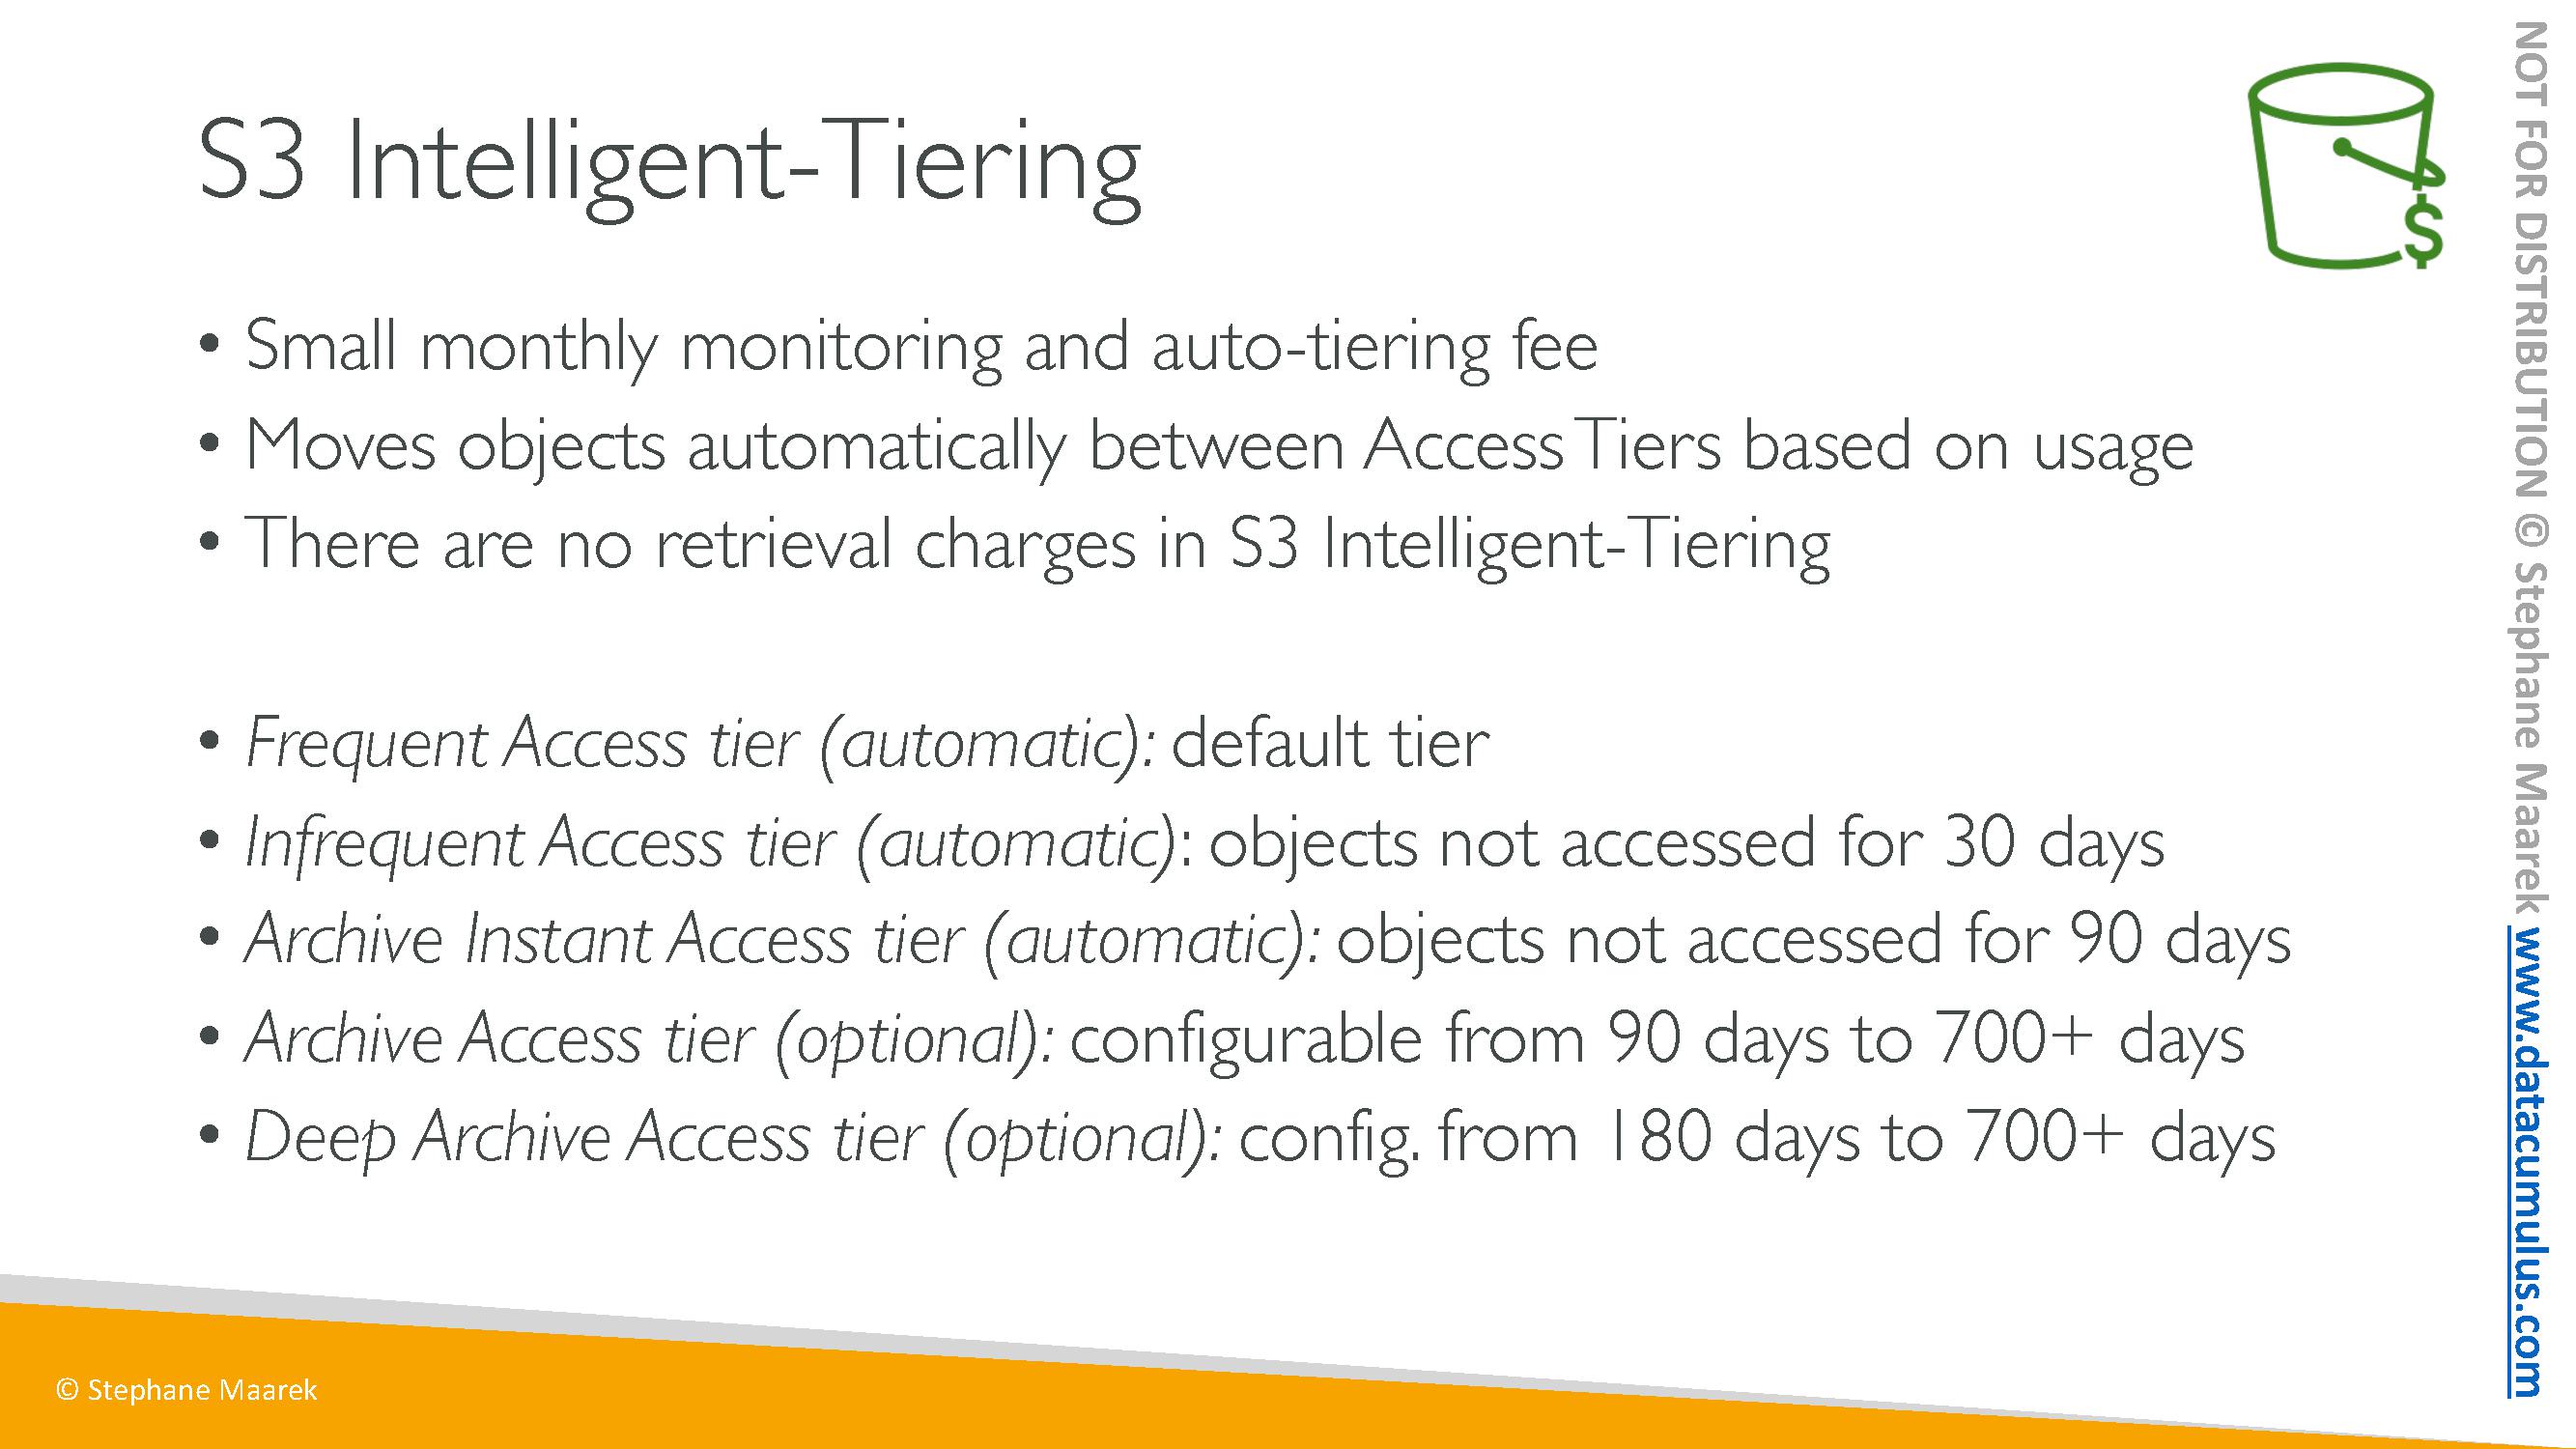 S3 Intelligent-Tiering
• Small monthly monitoring and auto-tiering fee
• Moves objects automatically between Access Tiers based on usage
• There are no retrieval charges in S3 Intelligent-Tiering
• Frequent Access tier (automatic): default tier
• Infrequent Access tier (automatic): objects not accessed for 30 days
• Archive Instant Access tier (automatic): objects not accessed for 90 days
• Archive Access tier (optional): configurable from 90 days to 700+ days
• Deep Archive Access tier (optional): config. from 180 days to 700+ days
© Stephane Maarek
NOT FOR DISTRIBUTION © Stephane Maarek www.datacumulus.com
$